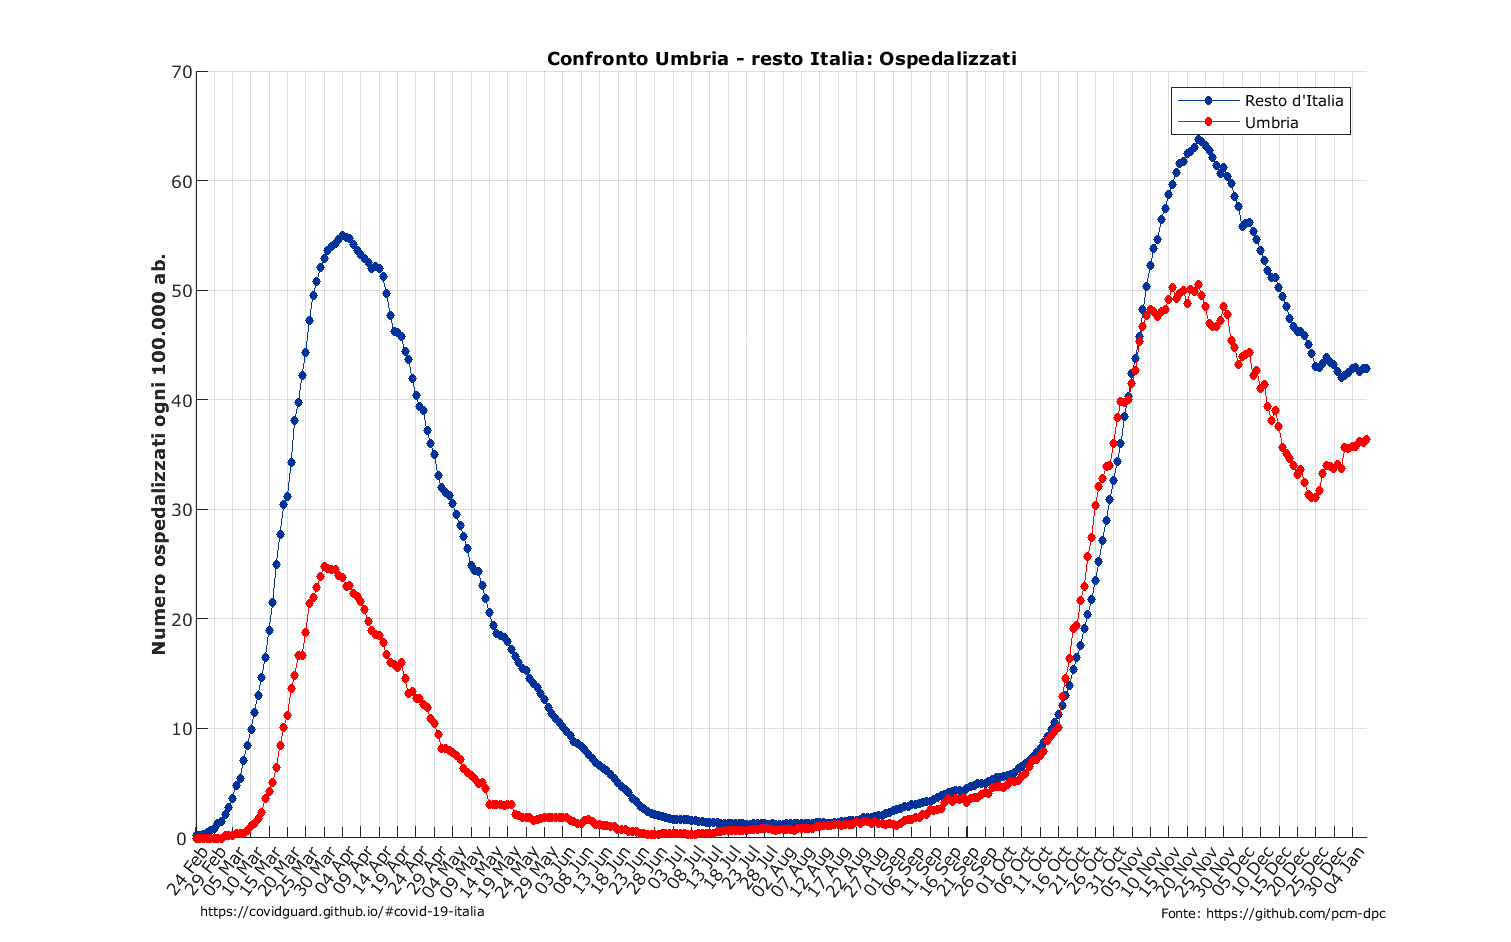 Confronto Umbria - resto Italia: Ospedalizzati
Resto d'Italia
Umbria
Numero ospedalizzati ogni 100.000 ab.
70
60
50
40
30
20
10
0
24 Feb
29 Feb
05 Mar
10 Mar
15 Mar
20 Mar
25 Mar
30 Mar
04 Apr
09 Apr
14 Apr
19 Apr
24 Apr
29 Apr
04 May
09 May
14 May
19 May
24 May
29 May
03 Jun
08 Jun
13 Jun
18 Jun
23 Jun
28 Jun
03 Jul
08 Jul
13 Jul
18 Jul
23 Jul
28 Jul
02 Aug
07 Aug
12 Aug
17 Aug
22 Aug
27 Aug
01 Sep
06 Sep
11 Sep
16 Sep
21 Sep
26 Sep
01 Oct
06 Oct
11 Oct
16 Oct
21 Oct
26 Oct
31 Oct
05 Nov
10 Nov
15 Nov
20 Nov
25 Nov
30 Nov
05 Dec
10 Dec
15 Dec
20 Dec
25 Dec
30 Dec
04 Jan
https://covidguard.github.io/#covid-19-italia
Fonte: https://github.com/pcm-dpc